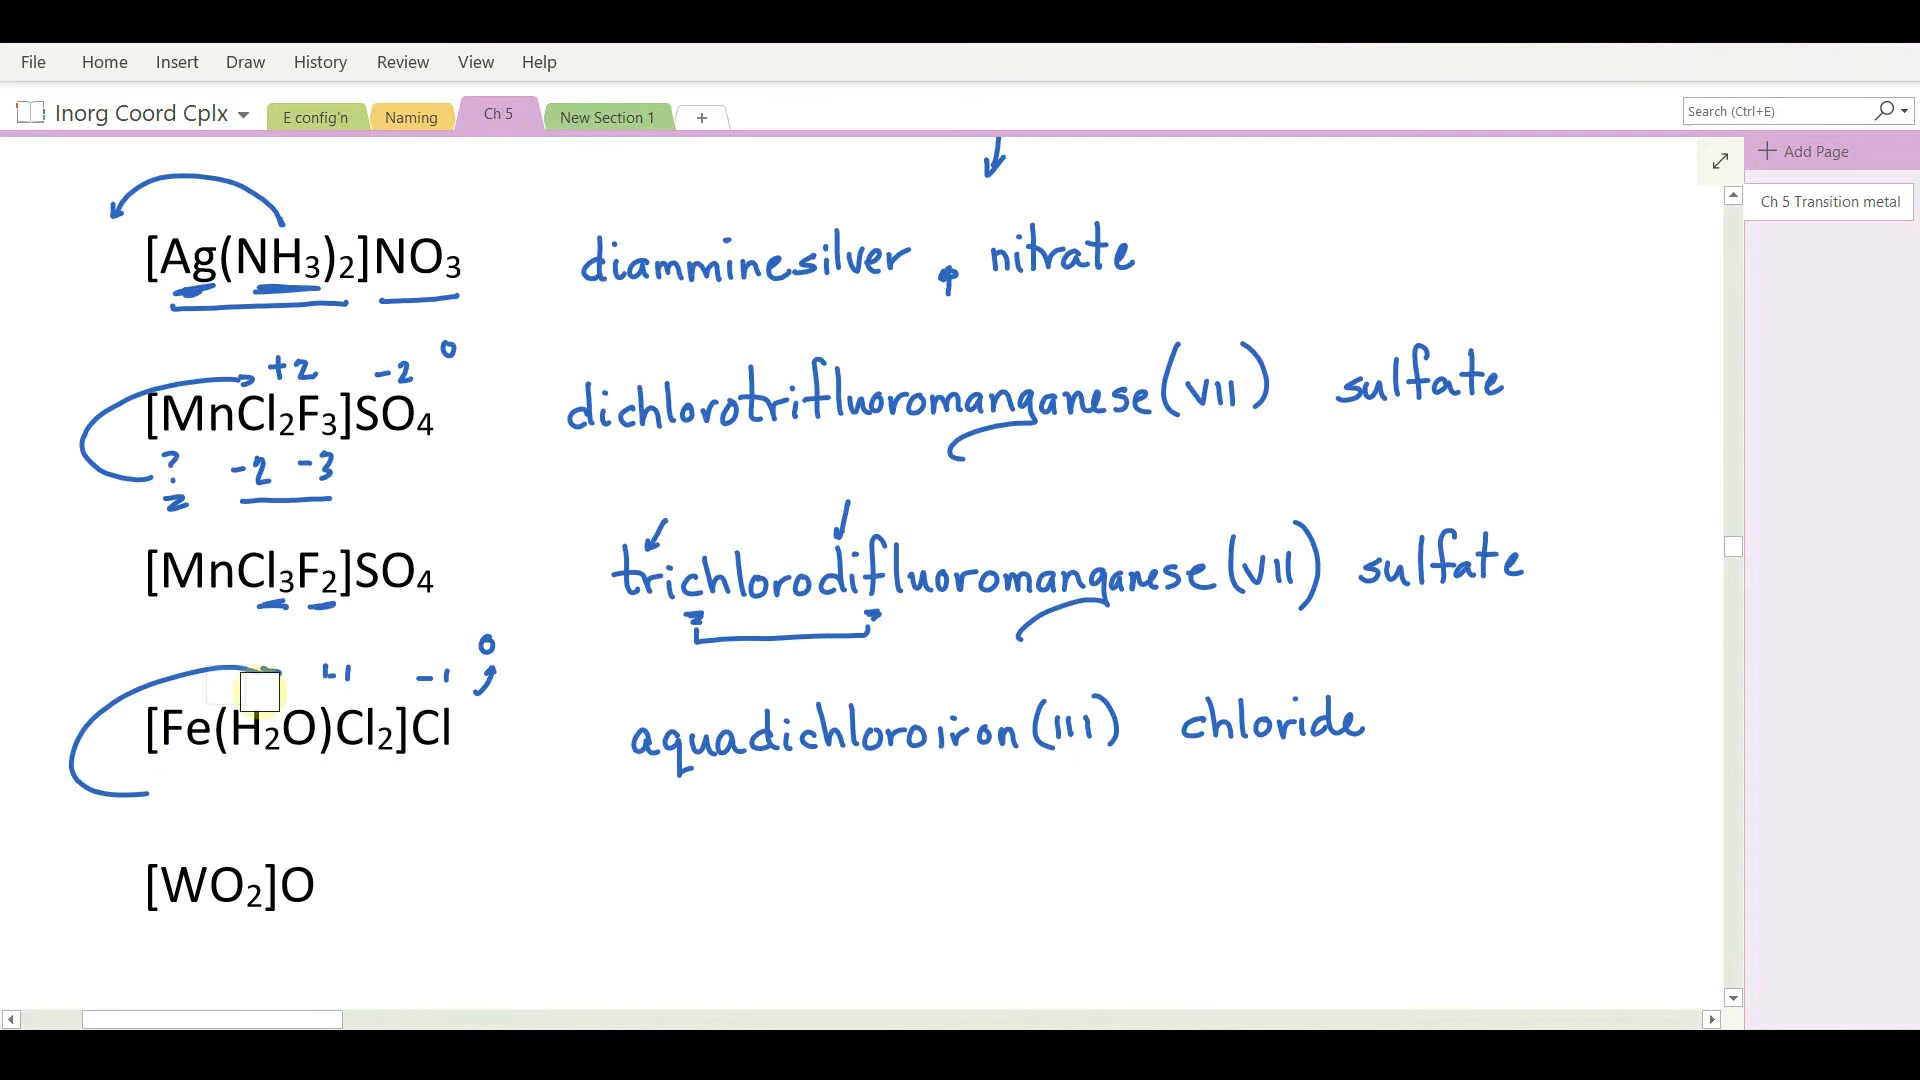 File Home Insert Draw History Review View Help
Inorg Coord Cplx E config'n Naming Ch 5 New Section 1 + Search (Ctrl+E)
Add Page
Ch 5 Transition metal
[Ag(NH₃)₂]NO₃ diamminesilver nitrate
+2 -2 0
[MnCl₂F₃]SO₄ dichlorotrifluoromanganese(VII) sulfate
? -2 -3
[MnCl₃F₂]SO₄ trichlorodifluoromanganese(VII) sulfate
-1 0
[Fe(H₂O)Cl₂]Cl aquadichloroiron(III) chloride
[WO₂]O